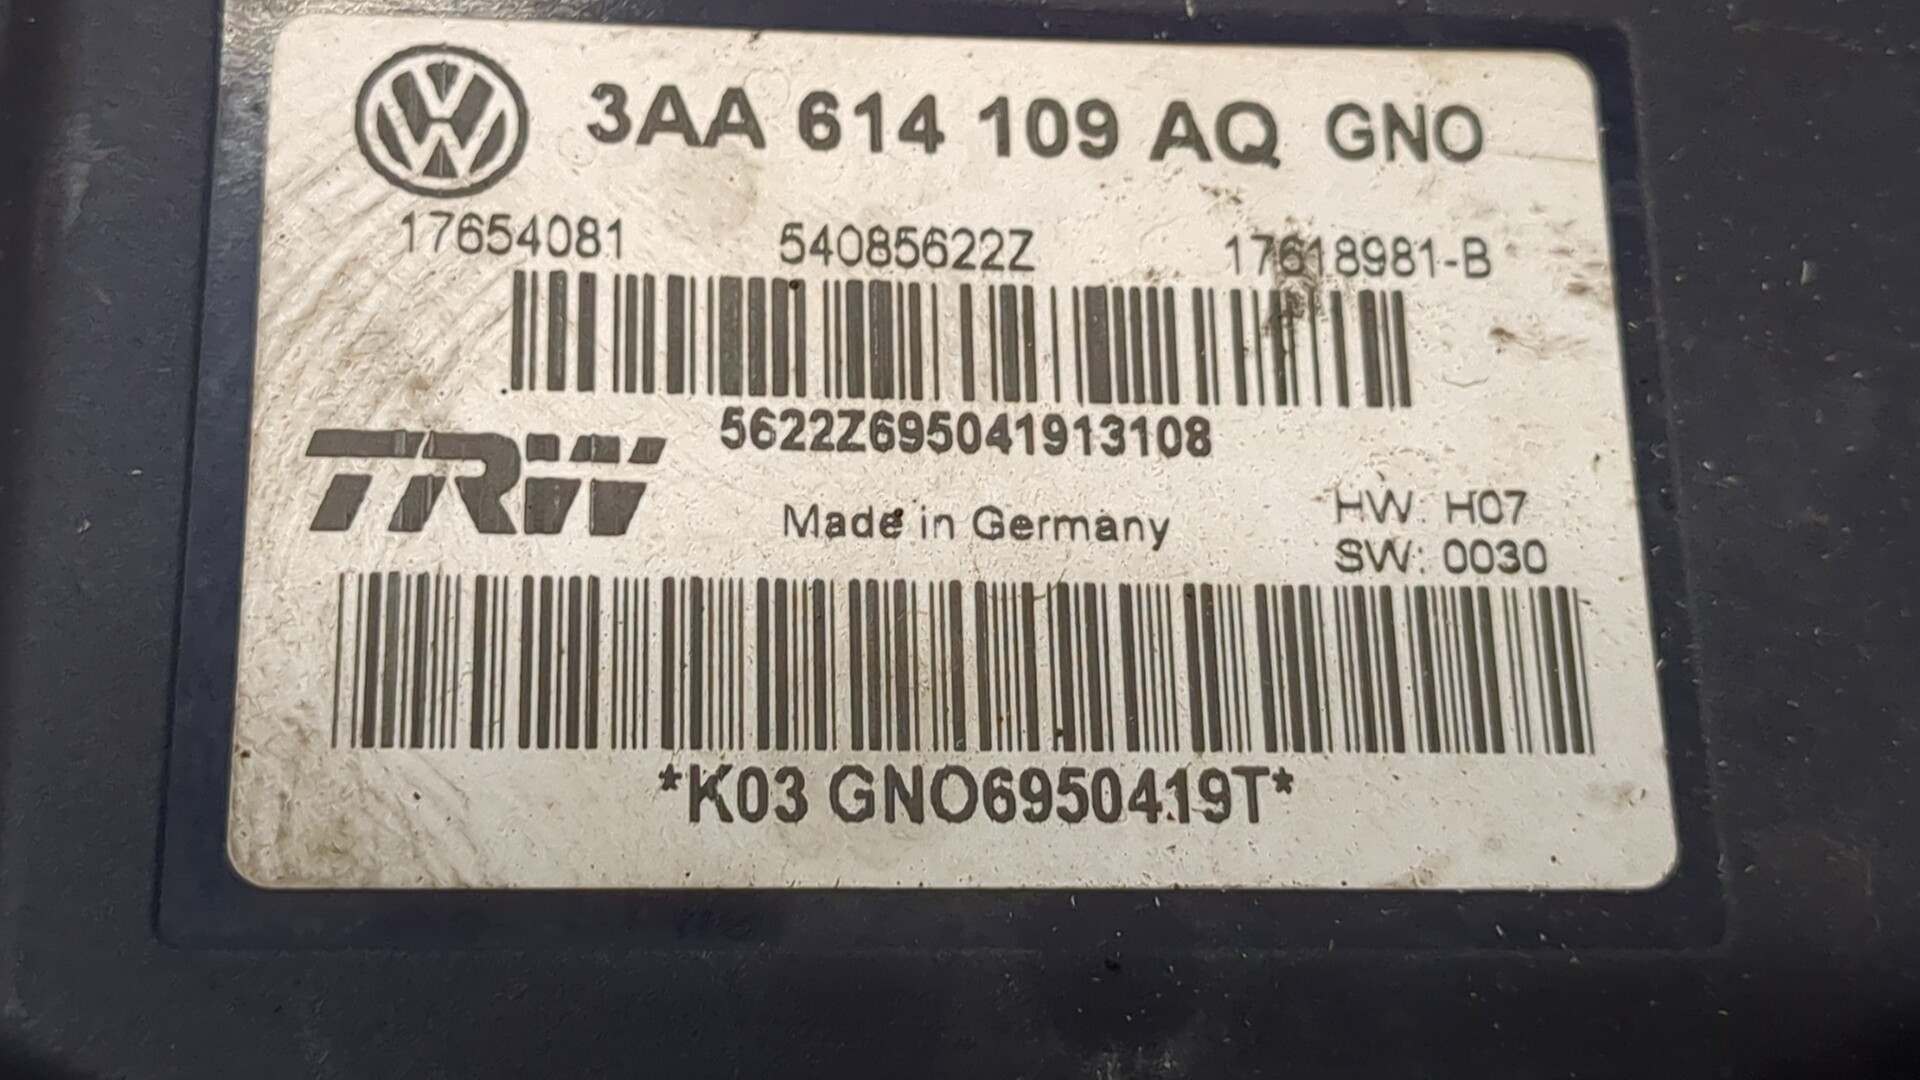 3AA 614 109 AQ GNO
17654081 54085622Z 17618981-B
5622Z695041913108
TRW
Made in Germany
HW: H07
SW: 0030
*K03 GNO6950419T*